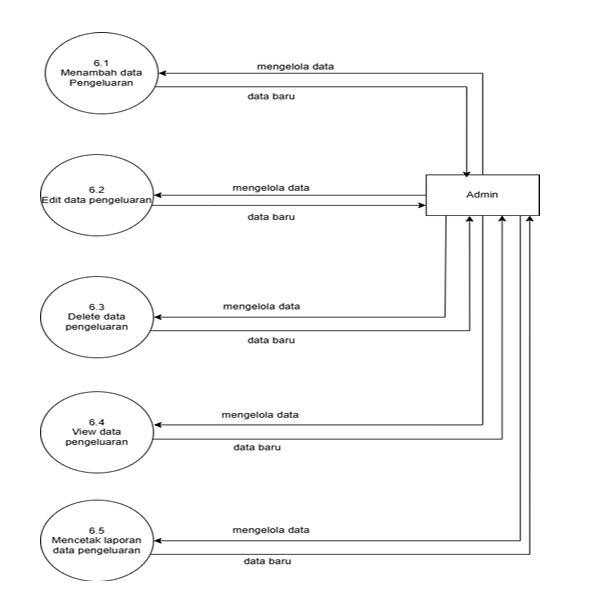 6.1
Menambah data
Pengeluaran
mengelola data
data baru
6.2
Edit data pengeluaran
mengelola data
data baru
Admin
6.3
Delete data
pengeluaran
mengelola data
data baru
6.4
View data
pengeluaran
mengelola data
data baru
6.5
Mencetak laporan
data pengeluaran
mengelola data
data baru